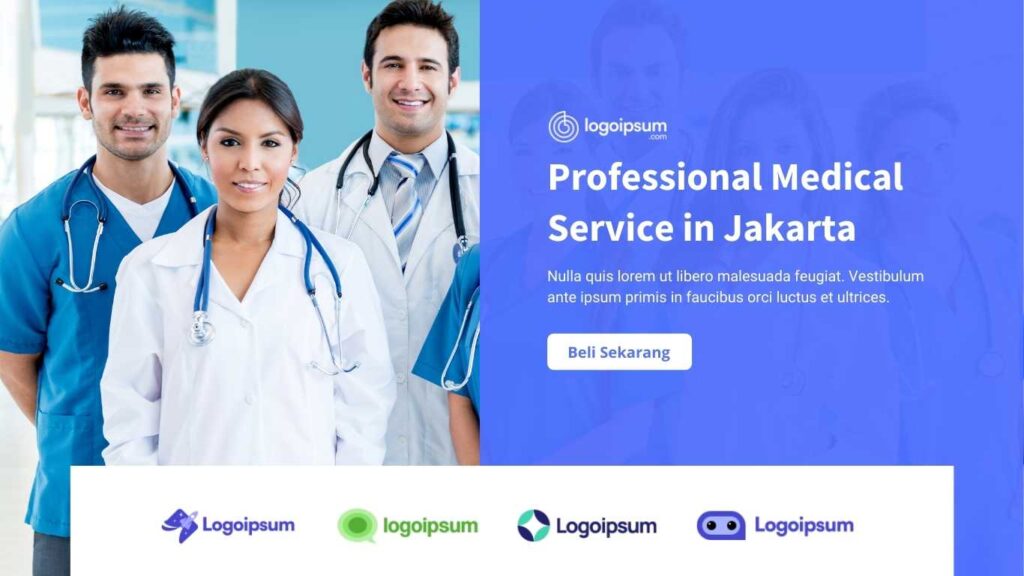 logoipsum
.com
Professional Medical
Service in Jakarta
Nulla quis lorem ut libero malesuada feugiat. Vestibulum
ante ipsum primis in faucibus orci luctus et ultrices.
Beli Sekarang
Logoipsum
logoipsum
Logoipsum
Logoipsum